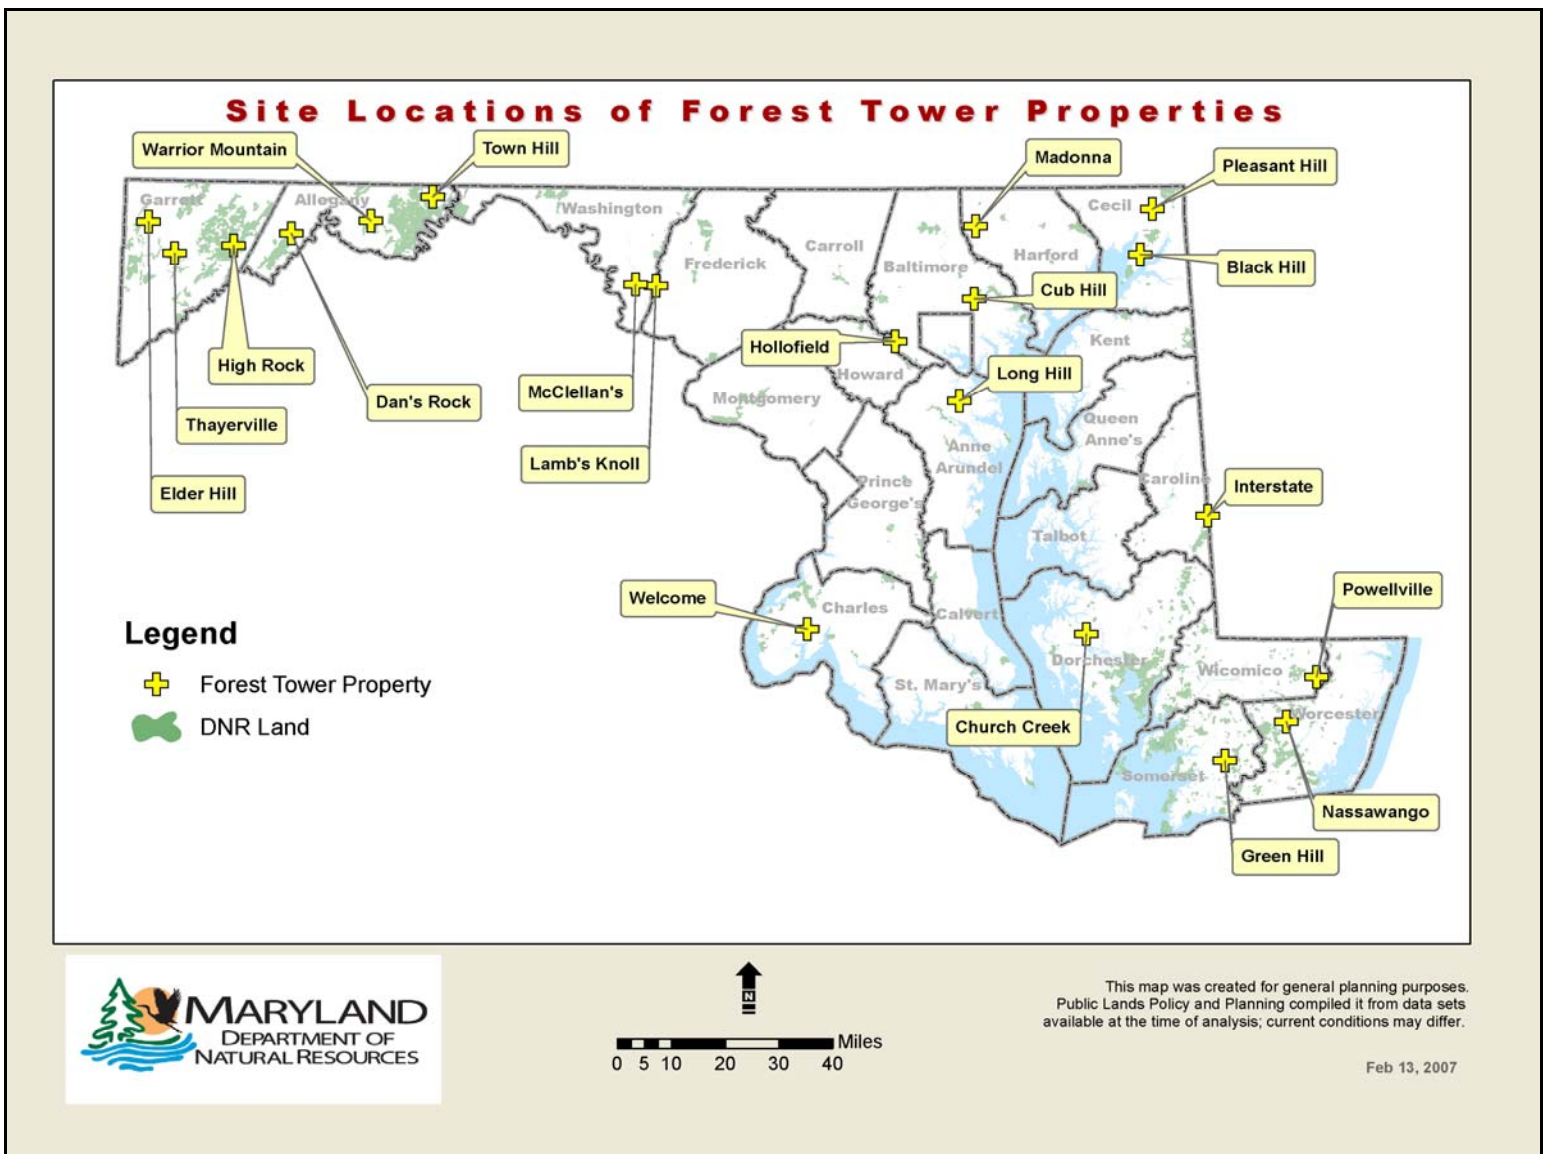 Site Locations of Forest Tower Properties
Warrior Mountain
Town Hill
Madonna
Pleasant Hill
Garrett
Allegany
Washington
Frederick
Carroll
Baltimore
Harford
Cecil
Black Hill
Cub Hill
Hollofield
Howard
Long Hill
Kent
High Rock
Dan's Rock
McClellan's
Montgomery
Thayerville
Lamb's Knoll
Elder Hill
Queen
Anne's
Anne
Arundel
Prince
George's
Caroline
Interstate
Talbot
Welcome
Charles
Calvert
Powellville
Dorchester
Wicomico
St. Mary's
Church Creek
Worcester
Somerset
Nassawango
Green Hill
Legend
Forest Tower Property
DNR Land
MARYLAND
DEPARTMENT OF
NATURAL RESOURCES
N
Miles
0 5 10 20 30 40
This map was created for general planning purposes.
Public Lands Policy and Planning compiled it from data sets
available at the time of analysis; current conditions may differ.
Feb 13, 2007